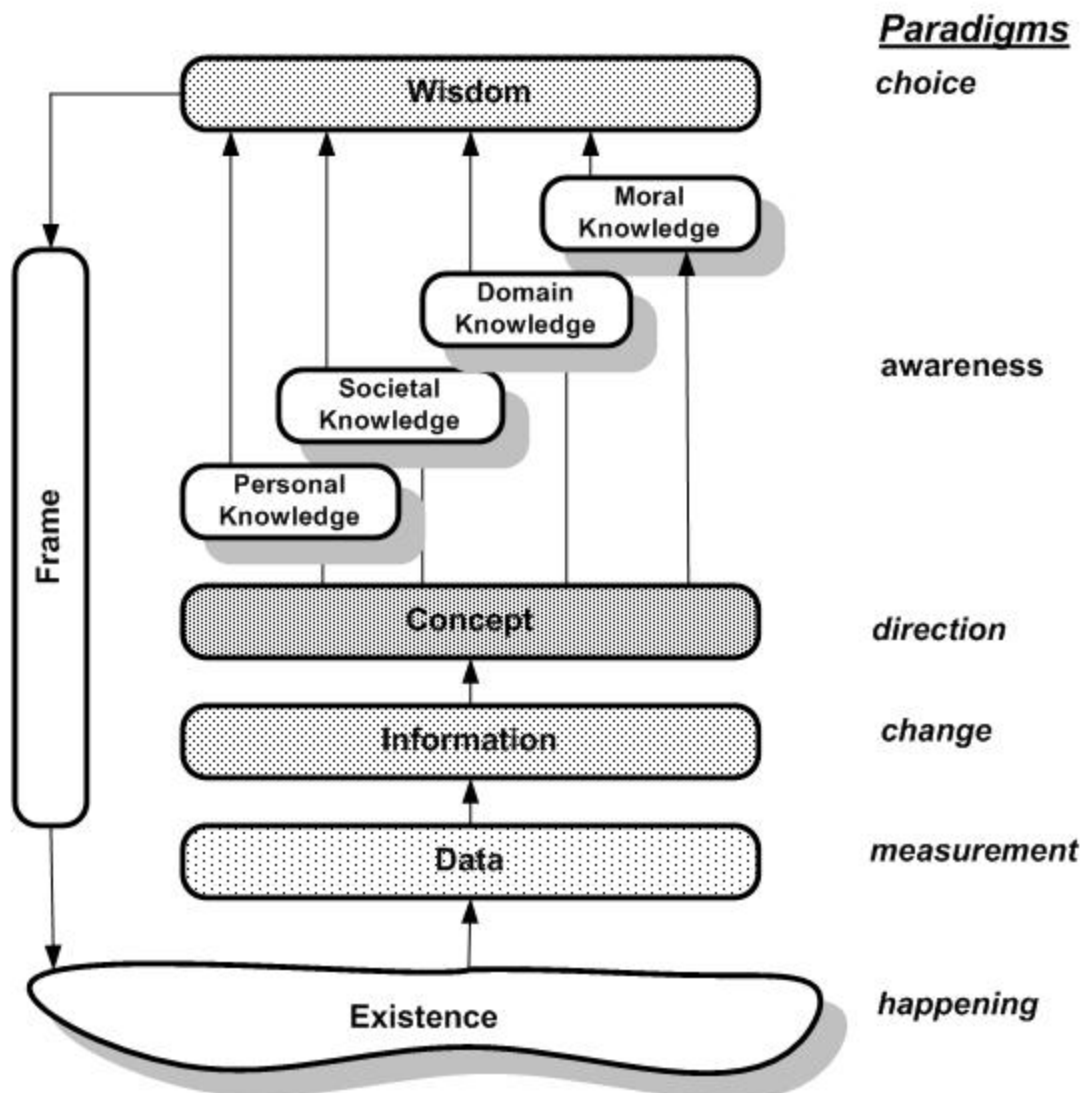 Paradigms
Wisdom
choice
Moral
Knowledge
Domain
Knowledge
awareness
Societal
Knowledge
Personal
Knowledge
Frame
Concept
direction
Information
change
Data
measurement
Existence
happening